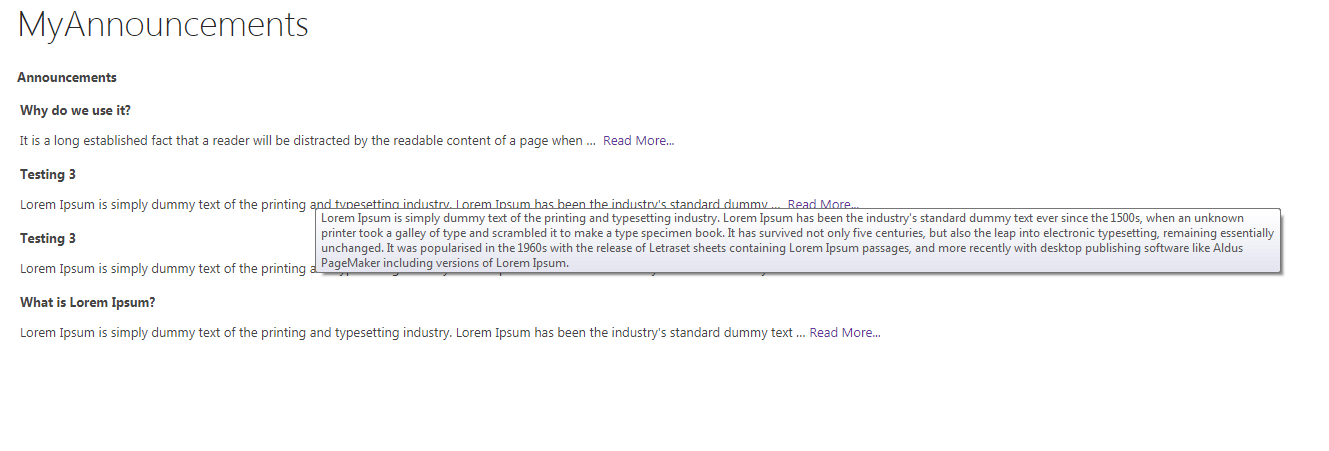 MyAnnouncements
Announcements
Why do we use it?
It is a long established fact that a reader will be distracted by the readable content of a page when ... Read More...
Testing 3
Lorem Ipsum is simply dummy text of the printing and typesetting industry. Lorem Ipsum has been the industry's standard dummy ... Read More...
Lorem Ipsum is simply dummy text of the printing and typesetting industry. Lorem Ipsum has been the industry's standard dummy text ever since the 1500s, when an unknown
printer took a galley of type and scrambled it to make a type specimen book. It has survived not only five centuries, but also the leap into electronic typesetting, remaining essentially
unchanged. It was popularised in the 1960s with the release of Letraset sheets containing Lorem Ipsum passages, and more recently with desktop publishing software like Aldus
PageMaker including versions of Lorem Ipsum.
Testing 3
Lorem Ipsum is simply dummy text of the printing
What is Lorem Ipsum?
Lorem Ipsum is simply dummy text of the printing and typesetting industry. Lorem Ipsum has been the industry's standard dummy text ... Read More...